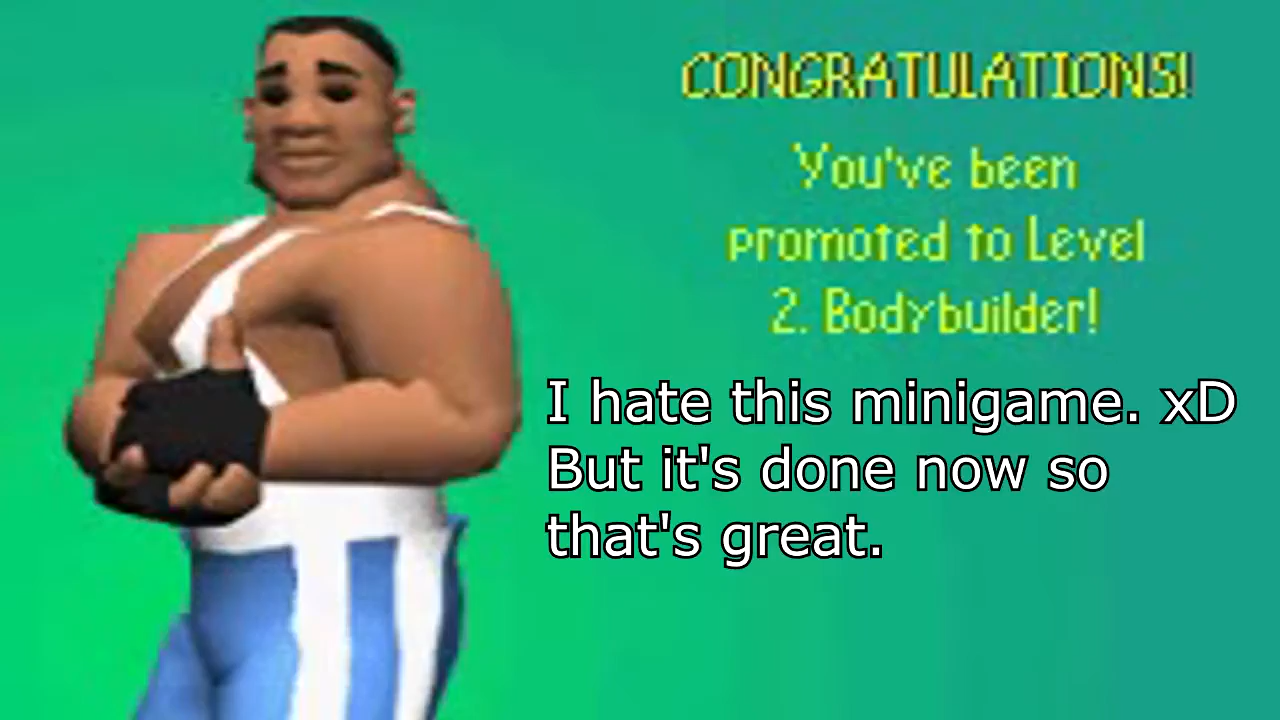 CONGRATULATIONS!
You've been
promoted to Level
2. Bodybuilder!
I hate this minigame. xD
But it's done now so
that's great.